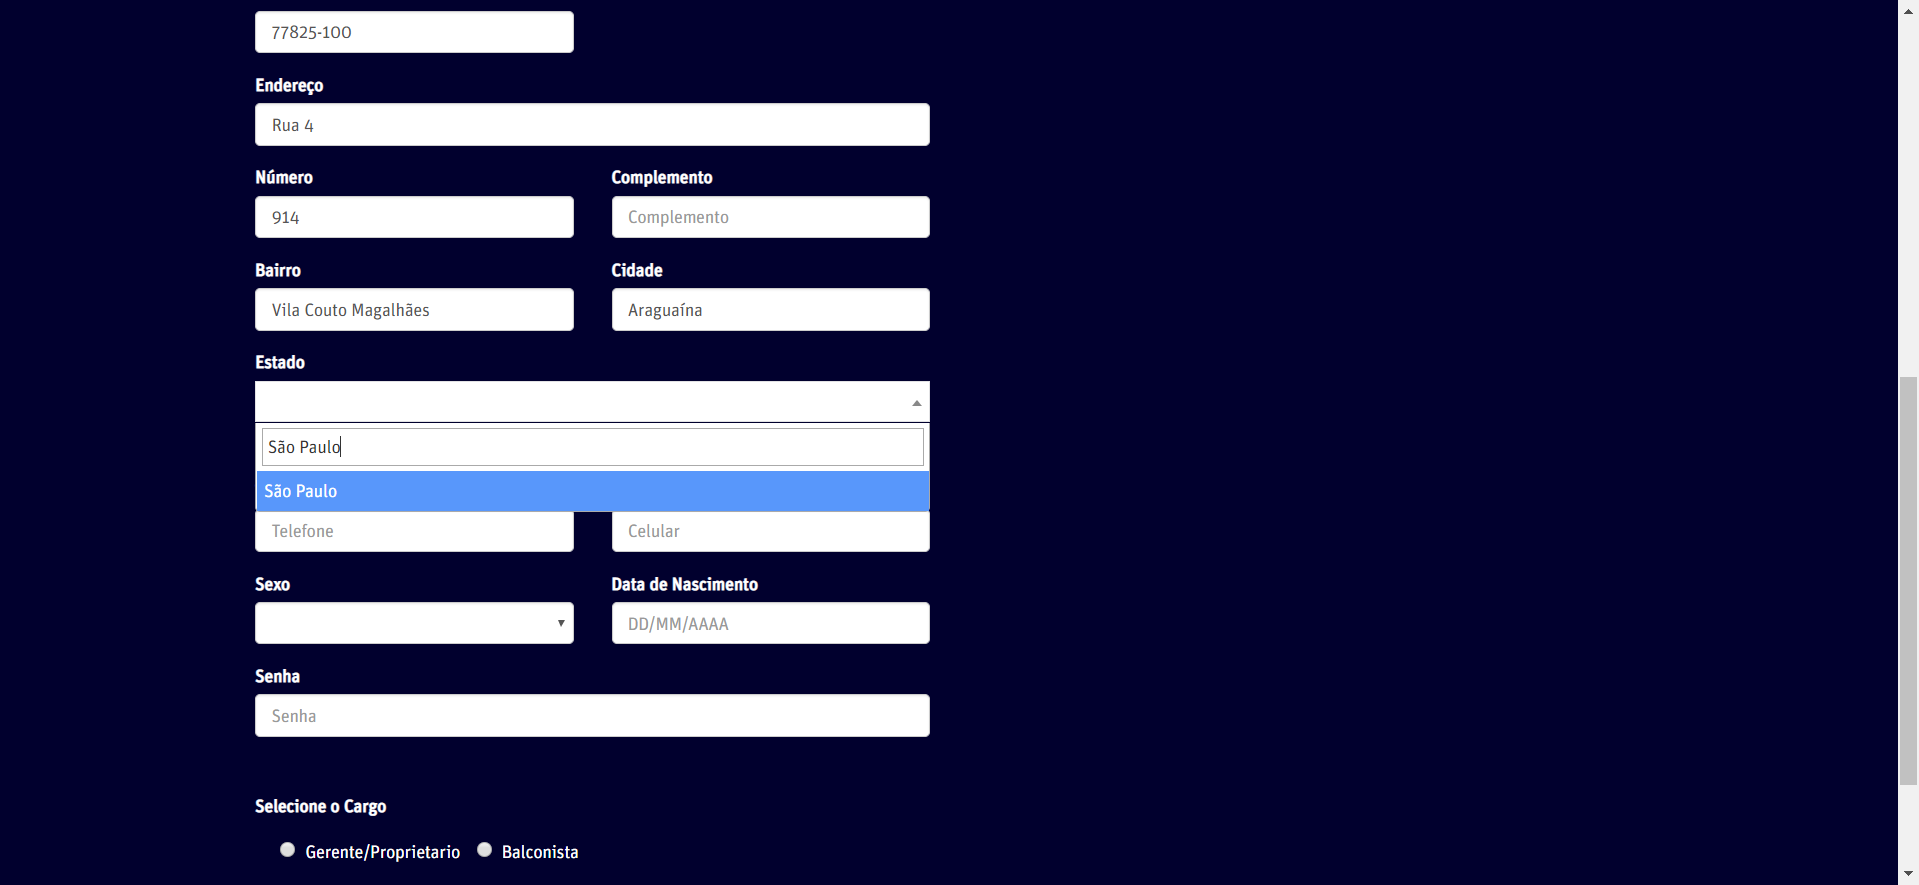 77825-100
Endereço
Rua 4
Número
Complemento
914
Complemento
Bairro
Cidade
Vila Couto Magalhães
Araguaína
Estado
São Paulo
São Paulo
Telefone
Celular
Sexo
Data de Nascimento
DD/MM/AAAA
Senha
Senha
Selecione o Cargo
Gerente/Proprietario
Balconista